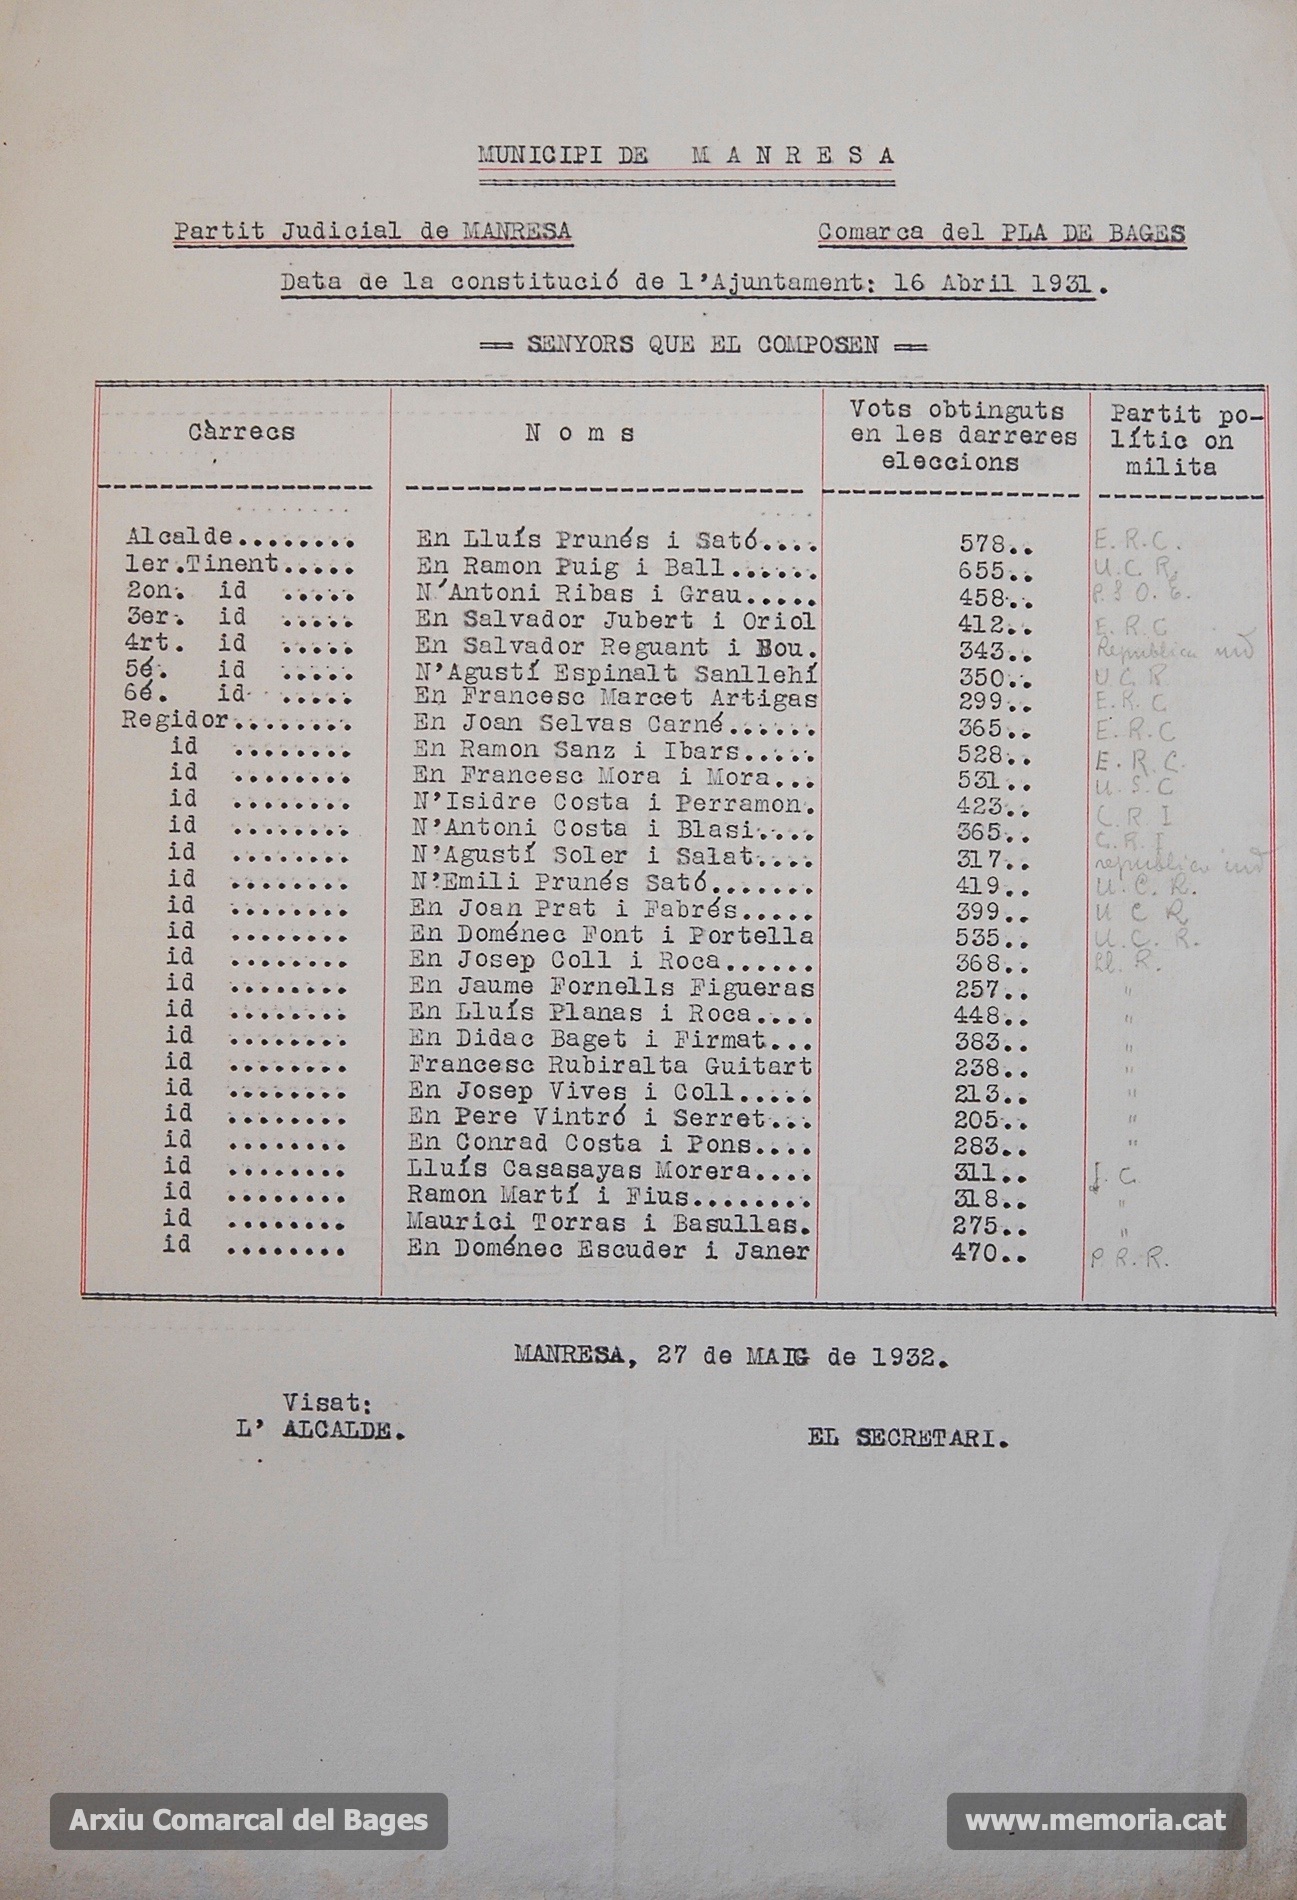 MUNICIPI DE M A N R E S A
Partit Judicial de MANRESA Comarca del PLA DE BAGES
Data de la constitució de l'Ajuntament: 16 Abril 1931.
== SENYORS QUE EL COMPOSEN ==
Càrrecs N o m s Vots obtinguts en les darreres eleccions Partit po-lític on milita
Alcalde........ En Lluís Prunés i Sató.... 578.. E.R.C.
1er.Tinent..... En Ramon Puig i Ball...... 655.. U.C.R.
2on. id ..... N'Antoni Ribas i Grau..... 458.. P.S.O.E.
3er. id ..... En Salvador Jubert i Oriol 412.. E.R.C
4rt. id ..... En Salvador Reguant i Bou. 343.. Republica ind
5é. id ..... N'Agustí Espinalt Sanllehí 350.. U.C.R
6é. id ..... En Francesc Marcet Artigas 299.. E.R.C
Regidor........ En Joan Selvas Carné...... 365.. E.R.C
id ........ En Ramon Sanz i Ibars..... 528.. E.R.C.
id ........ En Francesc Mora i Mora... 531.. U.S.C
id ........ N'Isidre Costa i Perramon. 423.. C.R.I
id ........ N'Antoni Costa i Blasi.... 365.. C.R.I
id ........ N'Agustí Soler i Salat.... 317.. republica ind
id ........ N'Emili Prunés Sató....... 419.. U.C.R.
id ........ En Joan Prat i Fabrés..... 399.. U C R
id ........ En Doménec Font i Portella 535.. U.C.R.
id ........ En Josep Coll i Roca...... 368.. Ll.R.
id ........ En Jaume Fornells Figueras 257.. "
id ........ En Lluís Planas i Roca.... 448.. "
id ........ En Didac Baget i Firmat... 383.. "
id ........ Francesc Rubiralta Guitart 238.. "
id ........ En Josep Vives i Coll..... 213.. "
id ........ En Pere Vintró i Serret... 205.. "
id ........ En Conrad Costa i Pons.... 283.. "
id ........ Lluís Casasayas Morera.... 311.. I.C.
id ........ Ramon Martí i Fius........ 318.. "
id ........ Maurici Torras i Basullas. 275.. "
id ........ En Doménec Escuder i Janer 470.. P.R.R.
MANRESA, 27 de MAIG de 1932.
Visat:
L' ALCALDE. EL SECRETARI.
Arxiu Comarcal del Bages www.memoria.cat